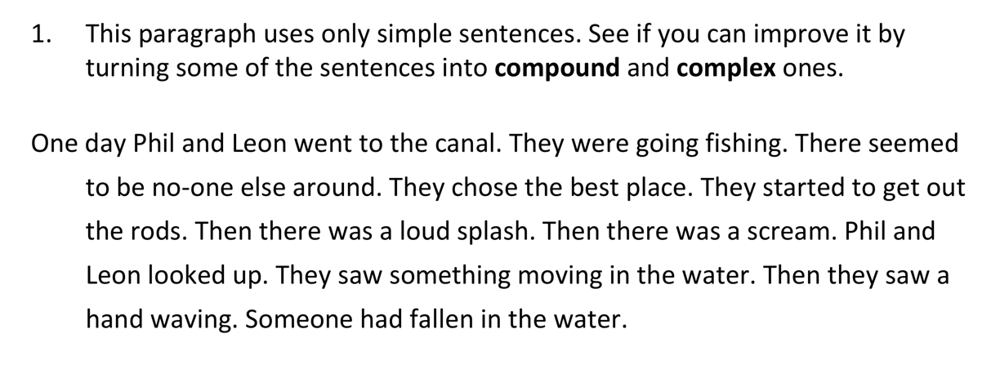 1. This paragraph uses only simple sentences. See if you can improve it by
turning some of the sentences into compound and complex ones.
One day Phil and Leon went to the canal. They were going fishing. There seemed
to be no-one else around. They chose the best place. They started to get out
the rods. Then there was a loud splash. Then there was a scream. Phil and
Leon looked up. They saw something moving in the water. Then they saw a
hand waving. Someone had fallen in the water.